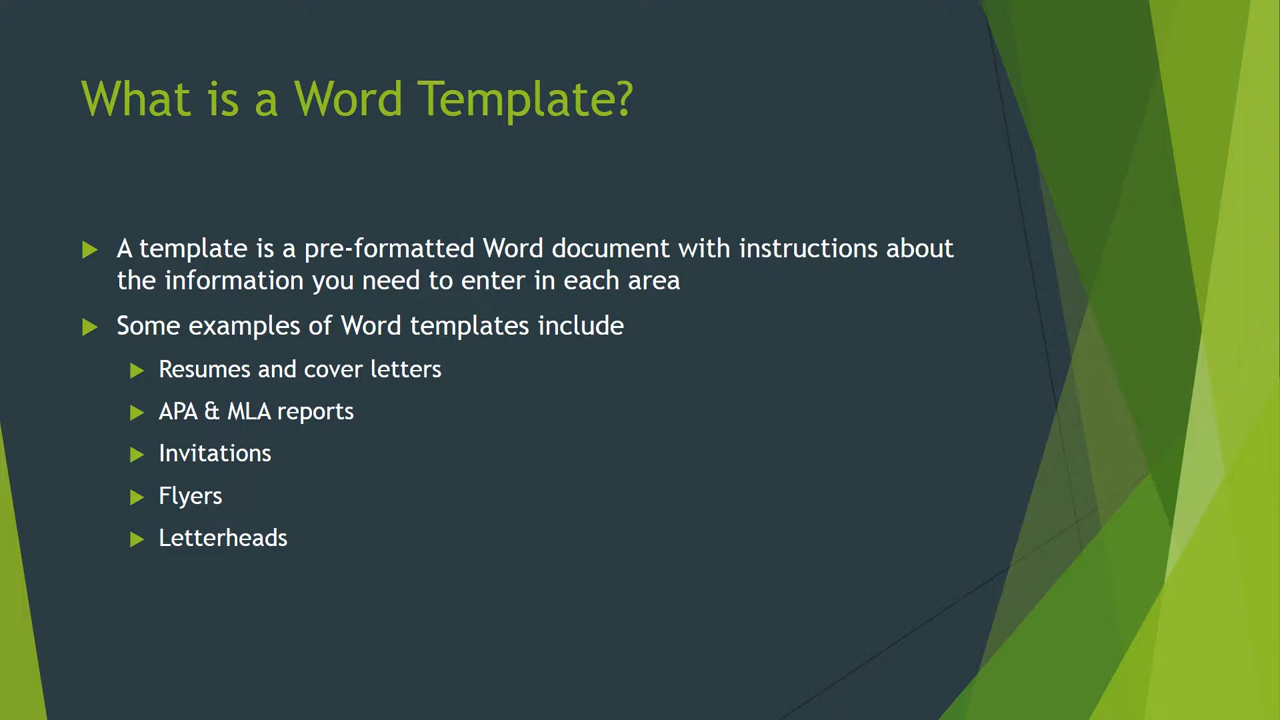 What is a Word Template?
A template is a pre-formatted Word document with instructions about
the information you need to enter in each area
Some examples of Word templates include
Resumes and cover letters
APA & MLA reports
Invitations
Flyers
Letterheads